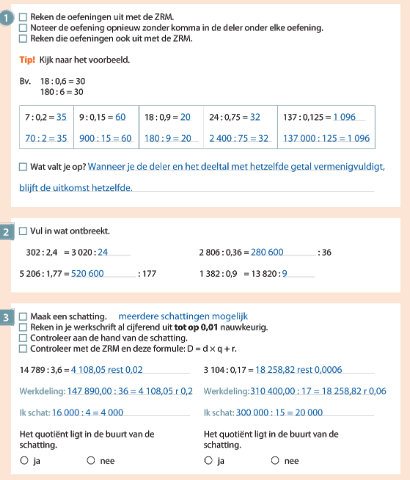 1
Reken de oefeningen uit met de ZRM.
Noteer de oefening opnieuw zonder komma in de deler onder elke oefening.
Reken die oefeningen ook uit met de ZRM.
Tip! Kijk naar het voorbeeld.
Bv. 18 : 0,6 = 30
180 : 6 = 30
7 : 0,2 = 35 9 : 0,15 = 60 18 : 0,9 = 20 24 : 0,75 = 32 137 : 0,125 = 1 096
70 : 2 = 35 900 : 15 = 60 180 : 9 = 20 2 400 : 75 = 32 137 000 : 125 = 1 096
Wat valt je op? Wanneer je de deler en het deeltal met hetzelfde getal vermenigvuldigt,
blijft de uitkomst hetzelfde.
2
Vul in wat ontbreekt.
302 : 2,4 = 3 020 : 24 2 806 : 0,36 = 280 600 : 36
5 206 : 1,77 = 520 600 : 177 1 382 : 0,9 = 13 820 : 9
3
Maak een schatting. meerdere schattingen mogelijk
Reken in je werkschrift al cijferend uit tot op 0,01 nauwkeurig.
Controleer aan de hand van de schatting.
Controleer met de ZRM en deze formule: D = d × q + r.
14 789 : 3,6 = 4 108,05 rest 0,02 3 104 : 0,17 = 18 258,82 rest 0,0006
Werkdeling: 147 890,00 : 36 = 4 108,05 r 0,2 Werkdeling: 310 400,00 : 17 = 18 258,82 r 0,06
Ik schat: 16 000 : 4 = 4 000 Ik schat: 300 000 : 15 = 20 000
Het quotiënt ligt in de buurt van de Het quotiënt ligt in de buurt van de
schatting. schatting.
ja nee ja nee